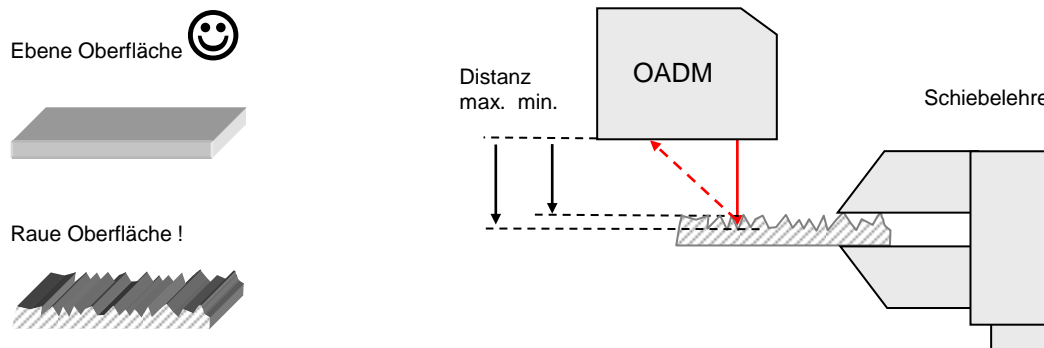 Ebene Oberfläche
Raue Oberfläche !
Distanz
max. min.
OADM
Schiebelehre